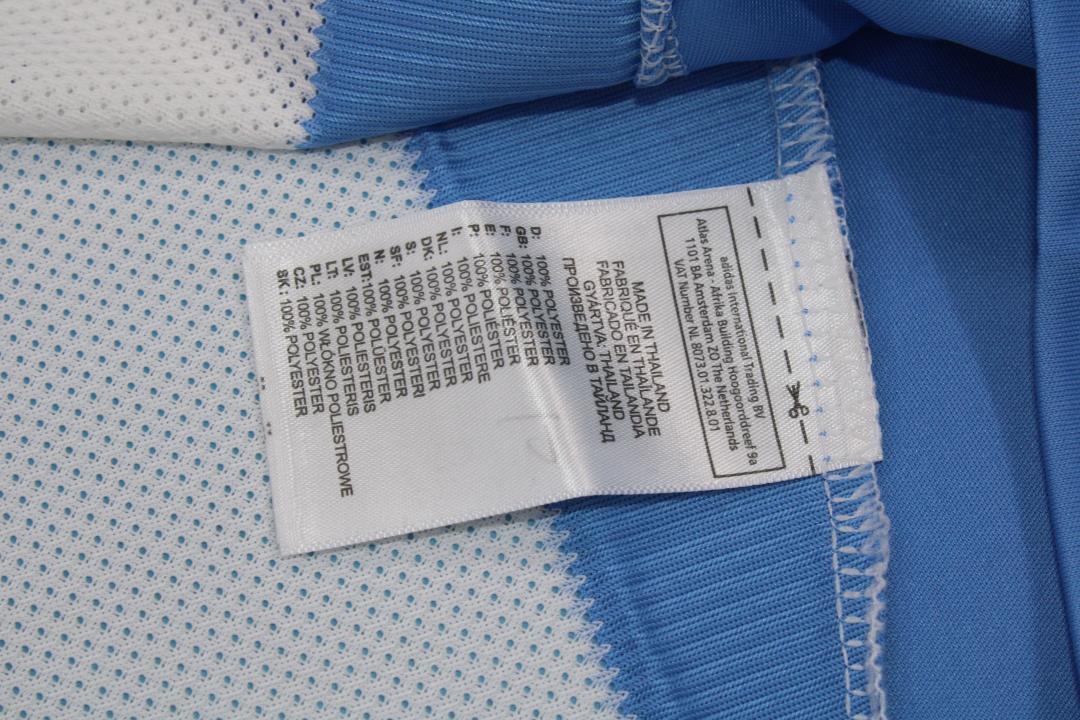 adidas International Trading BV
Atlas Arena - Afrika Building Hoogoorddreef 9a
1101 BA Amsterdam ZO The Netherlands
VAT Number NL 8073.01.322.8.01
MADE IN THAILAND
FABRIQUÉ EN THAÏLANDE
FABRICADO EN TAILANDIA
GYÁRTVA: THAILAND
ПРОИЗВЕДЕНО В ТАЙЛАНД
D: 100% POLYESTER
GB: 100% POLYESTER
F: 100% POLYESTER
E: 100% POLIÉSTER
P: 100% POLIÉSTER
I: 100% POLIESTERE
NL: 100% POLYESTER
DK: 100% POLYESTER
S: 100% POLYESTER
SF: 100% POLYESTERI
N: 100% POLYESTER
EST:100% POLUESTER
LV: 100% POLIESTERIS
LT: 100% POLIESTERIS
PL: 100% WŁÓKNO POLIESTROWE
CZ: 100% POLYESTER
SK: 100% POLYESTER